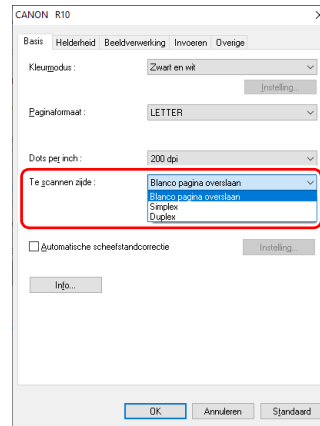 CANON R10
Basis Helderheid Beeldverwerking Invoeren Overige
Kleurmodus : Zwart en wit
Instelling...
Paginaformaat : LETTER
Dots per inch : 200 dpi
Te scannen zijde : Blanco pagina overslaan
Blanco pagina overslaan
Simplex
Duplex
Automatische scheefstandcorrectie Instelling...
Info...
OK Annuleren Standaard